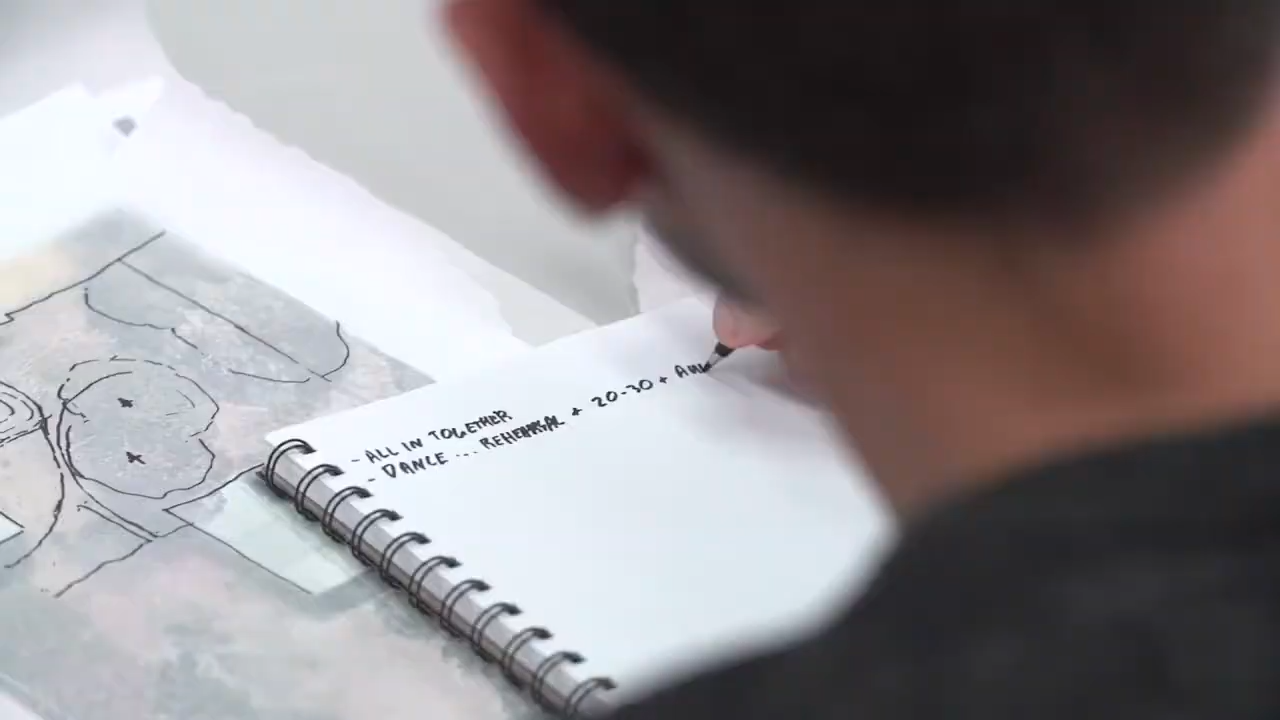 - ALL IN TOGETHER
- DANCE ... REHEARSAL + 20-30 +